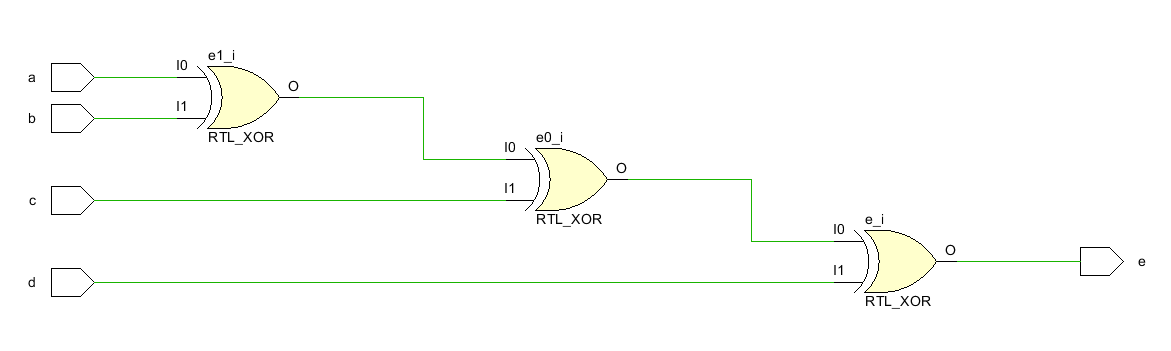 a
I0
e1_i
O
b
I1
RTL_XOR
I0
e0_i
O
c
I1
RTL_XOR
I0
e_i
O
e
d
I1
RTL_XOR